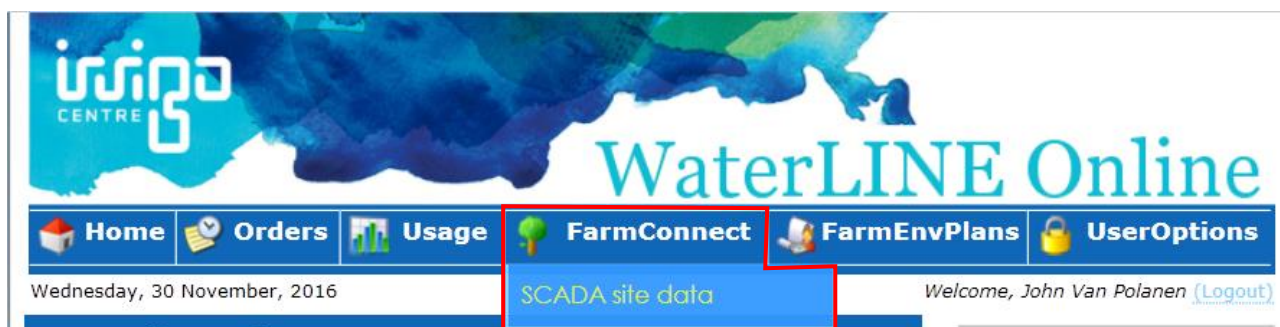 CENTRE
WaterLINE Online
Home Orders Usage FarmConnect FarmEnvPlans UserOptions
Wednesday, 30 November, 2016
SCADA site data
Welcome, John Van Polanen (Logout)